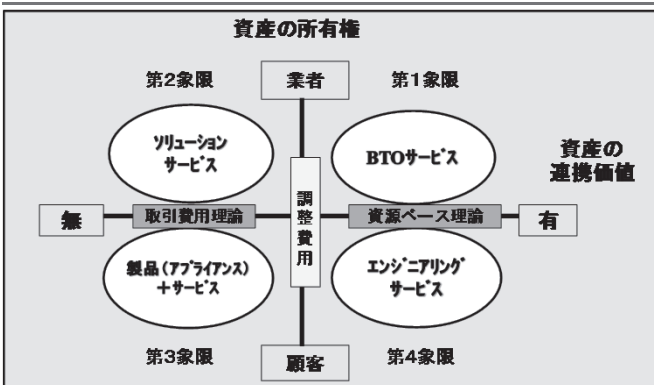 資産の所有権
第2象限
業者
第1象限
ソリューション
サービス
BTOサービス
資産の
連携価値
無
取引費用理論
調整費用
資源ベース理論
有
製品(アプライアンス)
+サービス
エンジニアリング
サービス
第3象限
顧客
第4象限